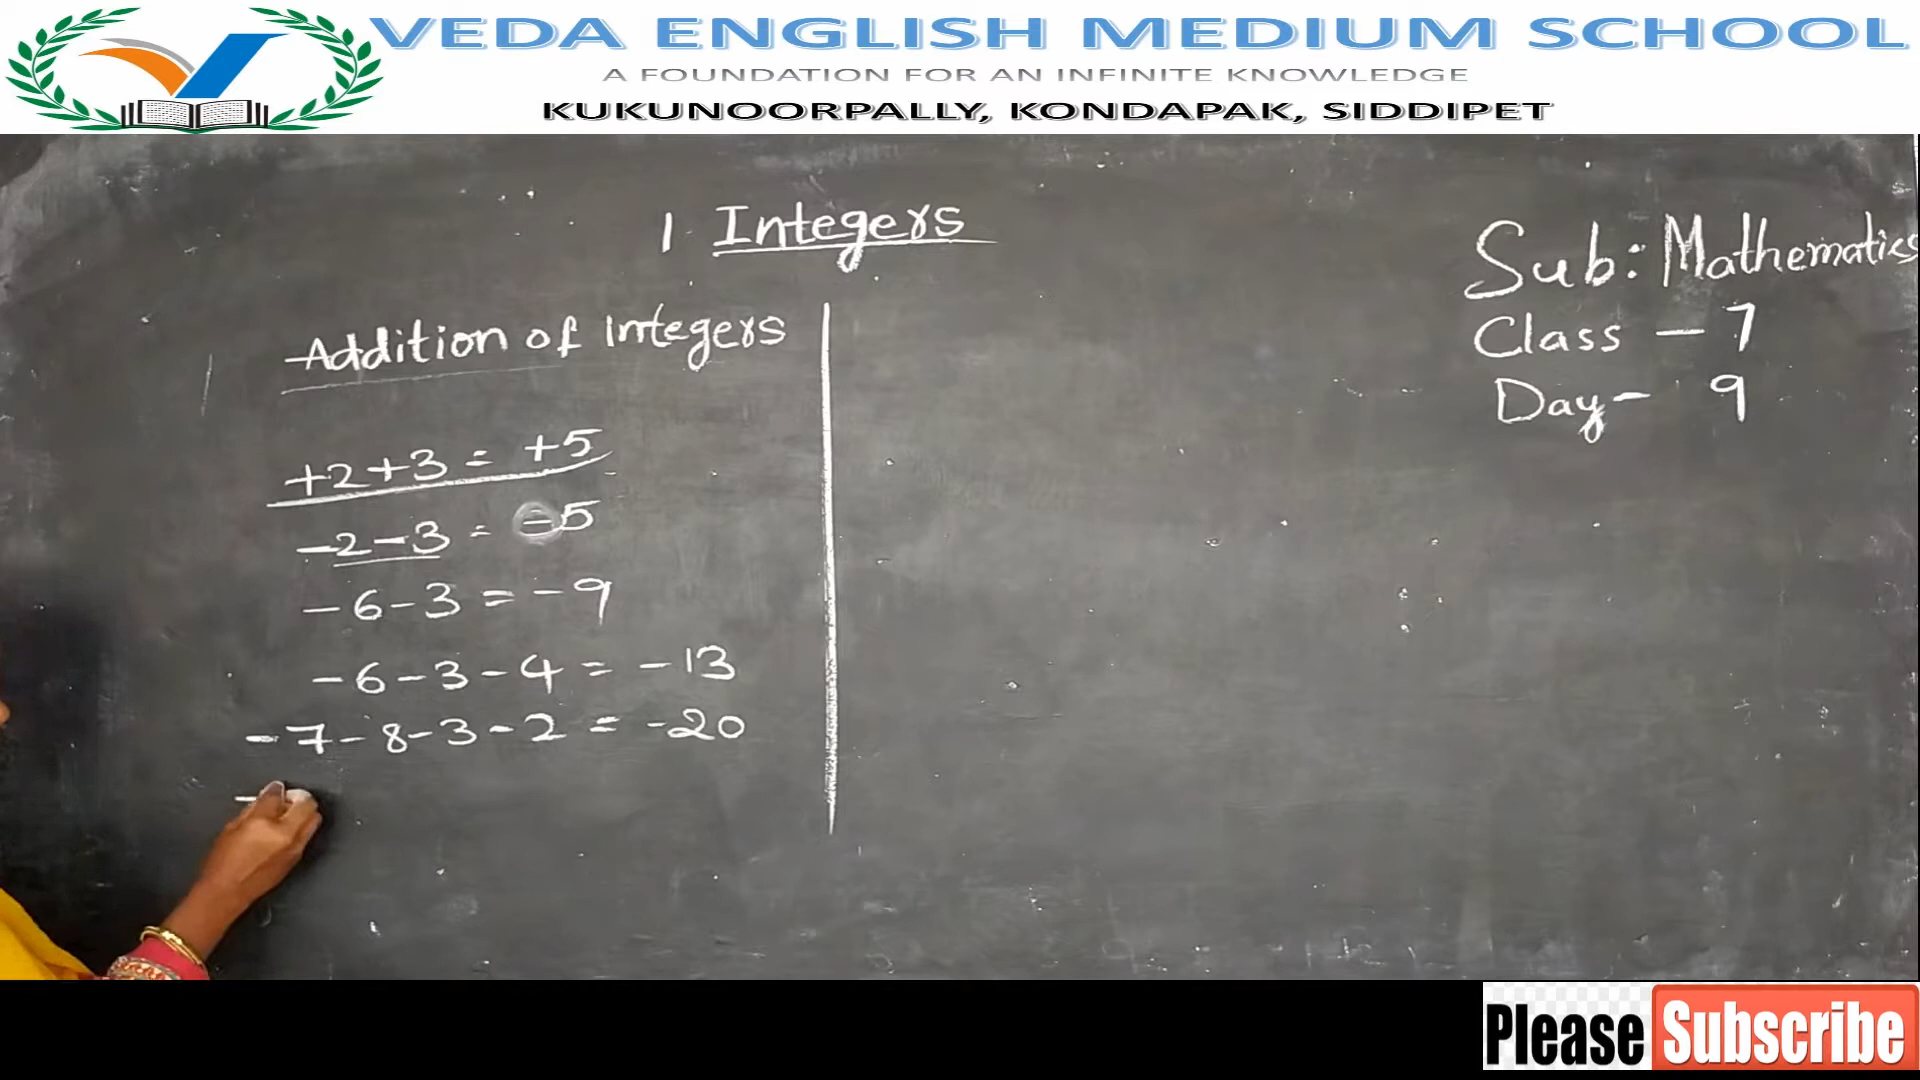 VEDA ENGLISH MEDIUM SCHOOL
A FOUNDATION FOR AN INFINITE KNOWLEDGE
KUKUNOORPALLY, KONDAPAK, SIDDIPET
1 Integers
Sub: Mathematics
Class – 7
Day – 9
Addition of Integers
+2+3 = +5
-2-3 = -5
-6-3 = -9
-6-3-4 = -13
-7-8-3-2 = -20
Please Subscribe